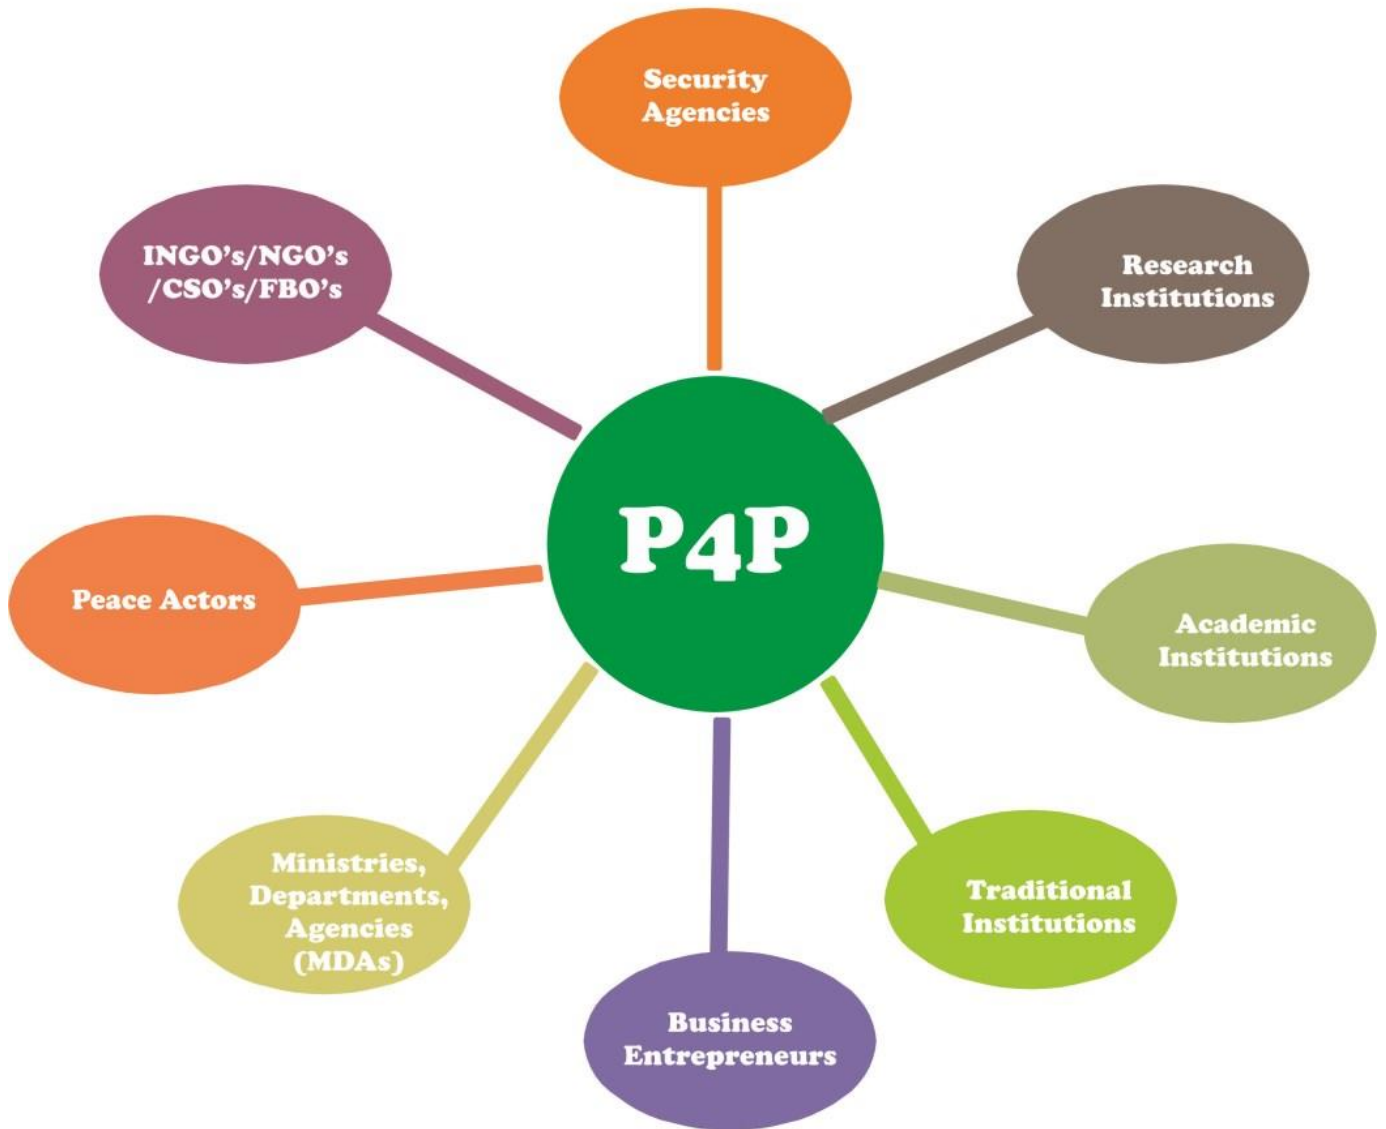 Security
Agencies
INGO’s/NGO’s
/CSO’s/FBO’s
Research
Institutions
P4P
Peace Actors
Academic
Institutions
Ministries,
Departments,
Agencies
(MDAs)
Traditional
Institutions
Business
Entrepreneurs